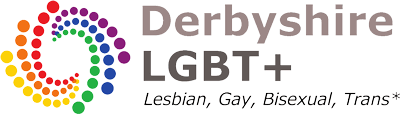 Derbyshire
LGBT+
Lesbian, Gay, Bisexual, Trans*